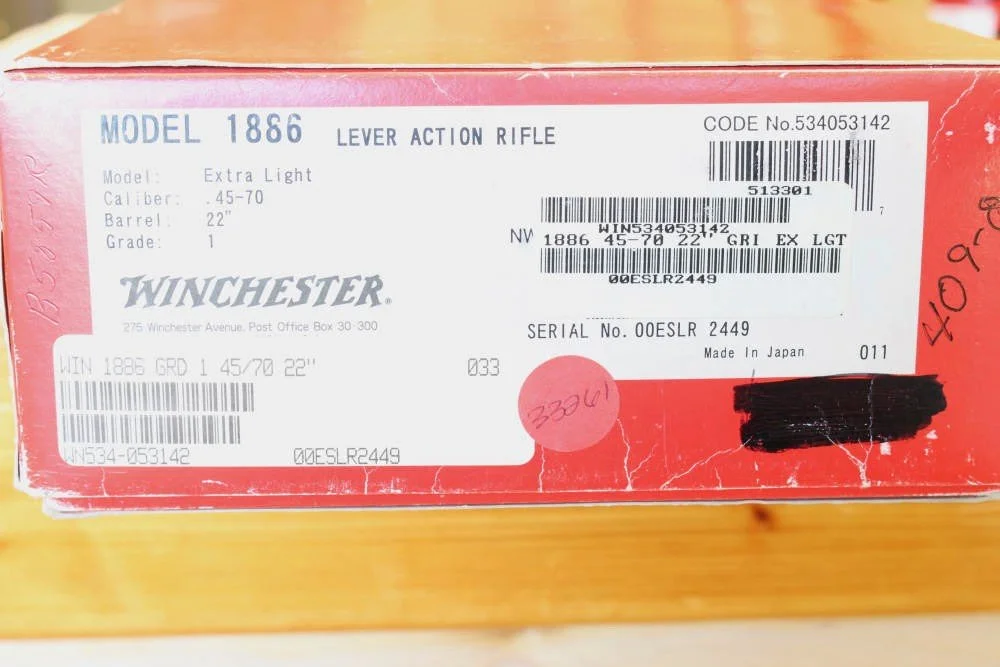 MODEL 1886 LEVER ACTION RIFLE
CODE No.534053142
Model: Extra Light
Caliber: .45-70
Barrel: 22"
Grade: 1
513301
7
WIN534053142
NW 1886 45-70 22" GRI EX LGT
00ESLR2449
WINCHESTER®
275 Winchester Avenue, Post Office Box 30-300
SERIAL No. 00ESLR 2449
Made In Japan 011
WIN 1886 GRD 1 45/70 22" 033
WN534-053142 00ESLR2449
33261